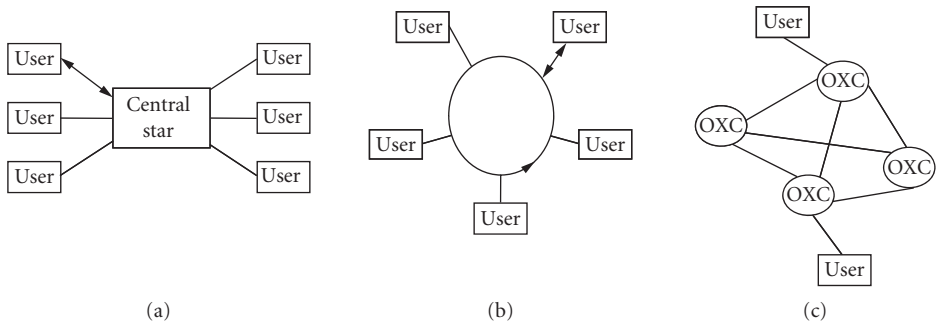 User
User
User
Central
star
User
User
User
User
User
User
User
User
User
OXC
OXC
OXC
OXC
User
(a)
(b)
(c)